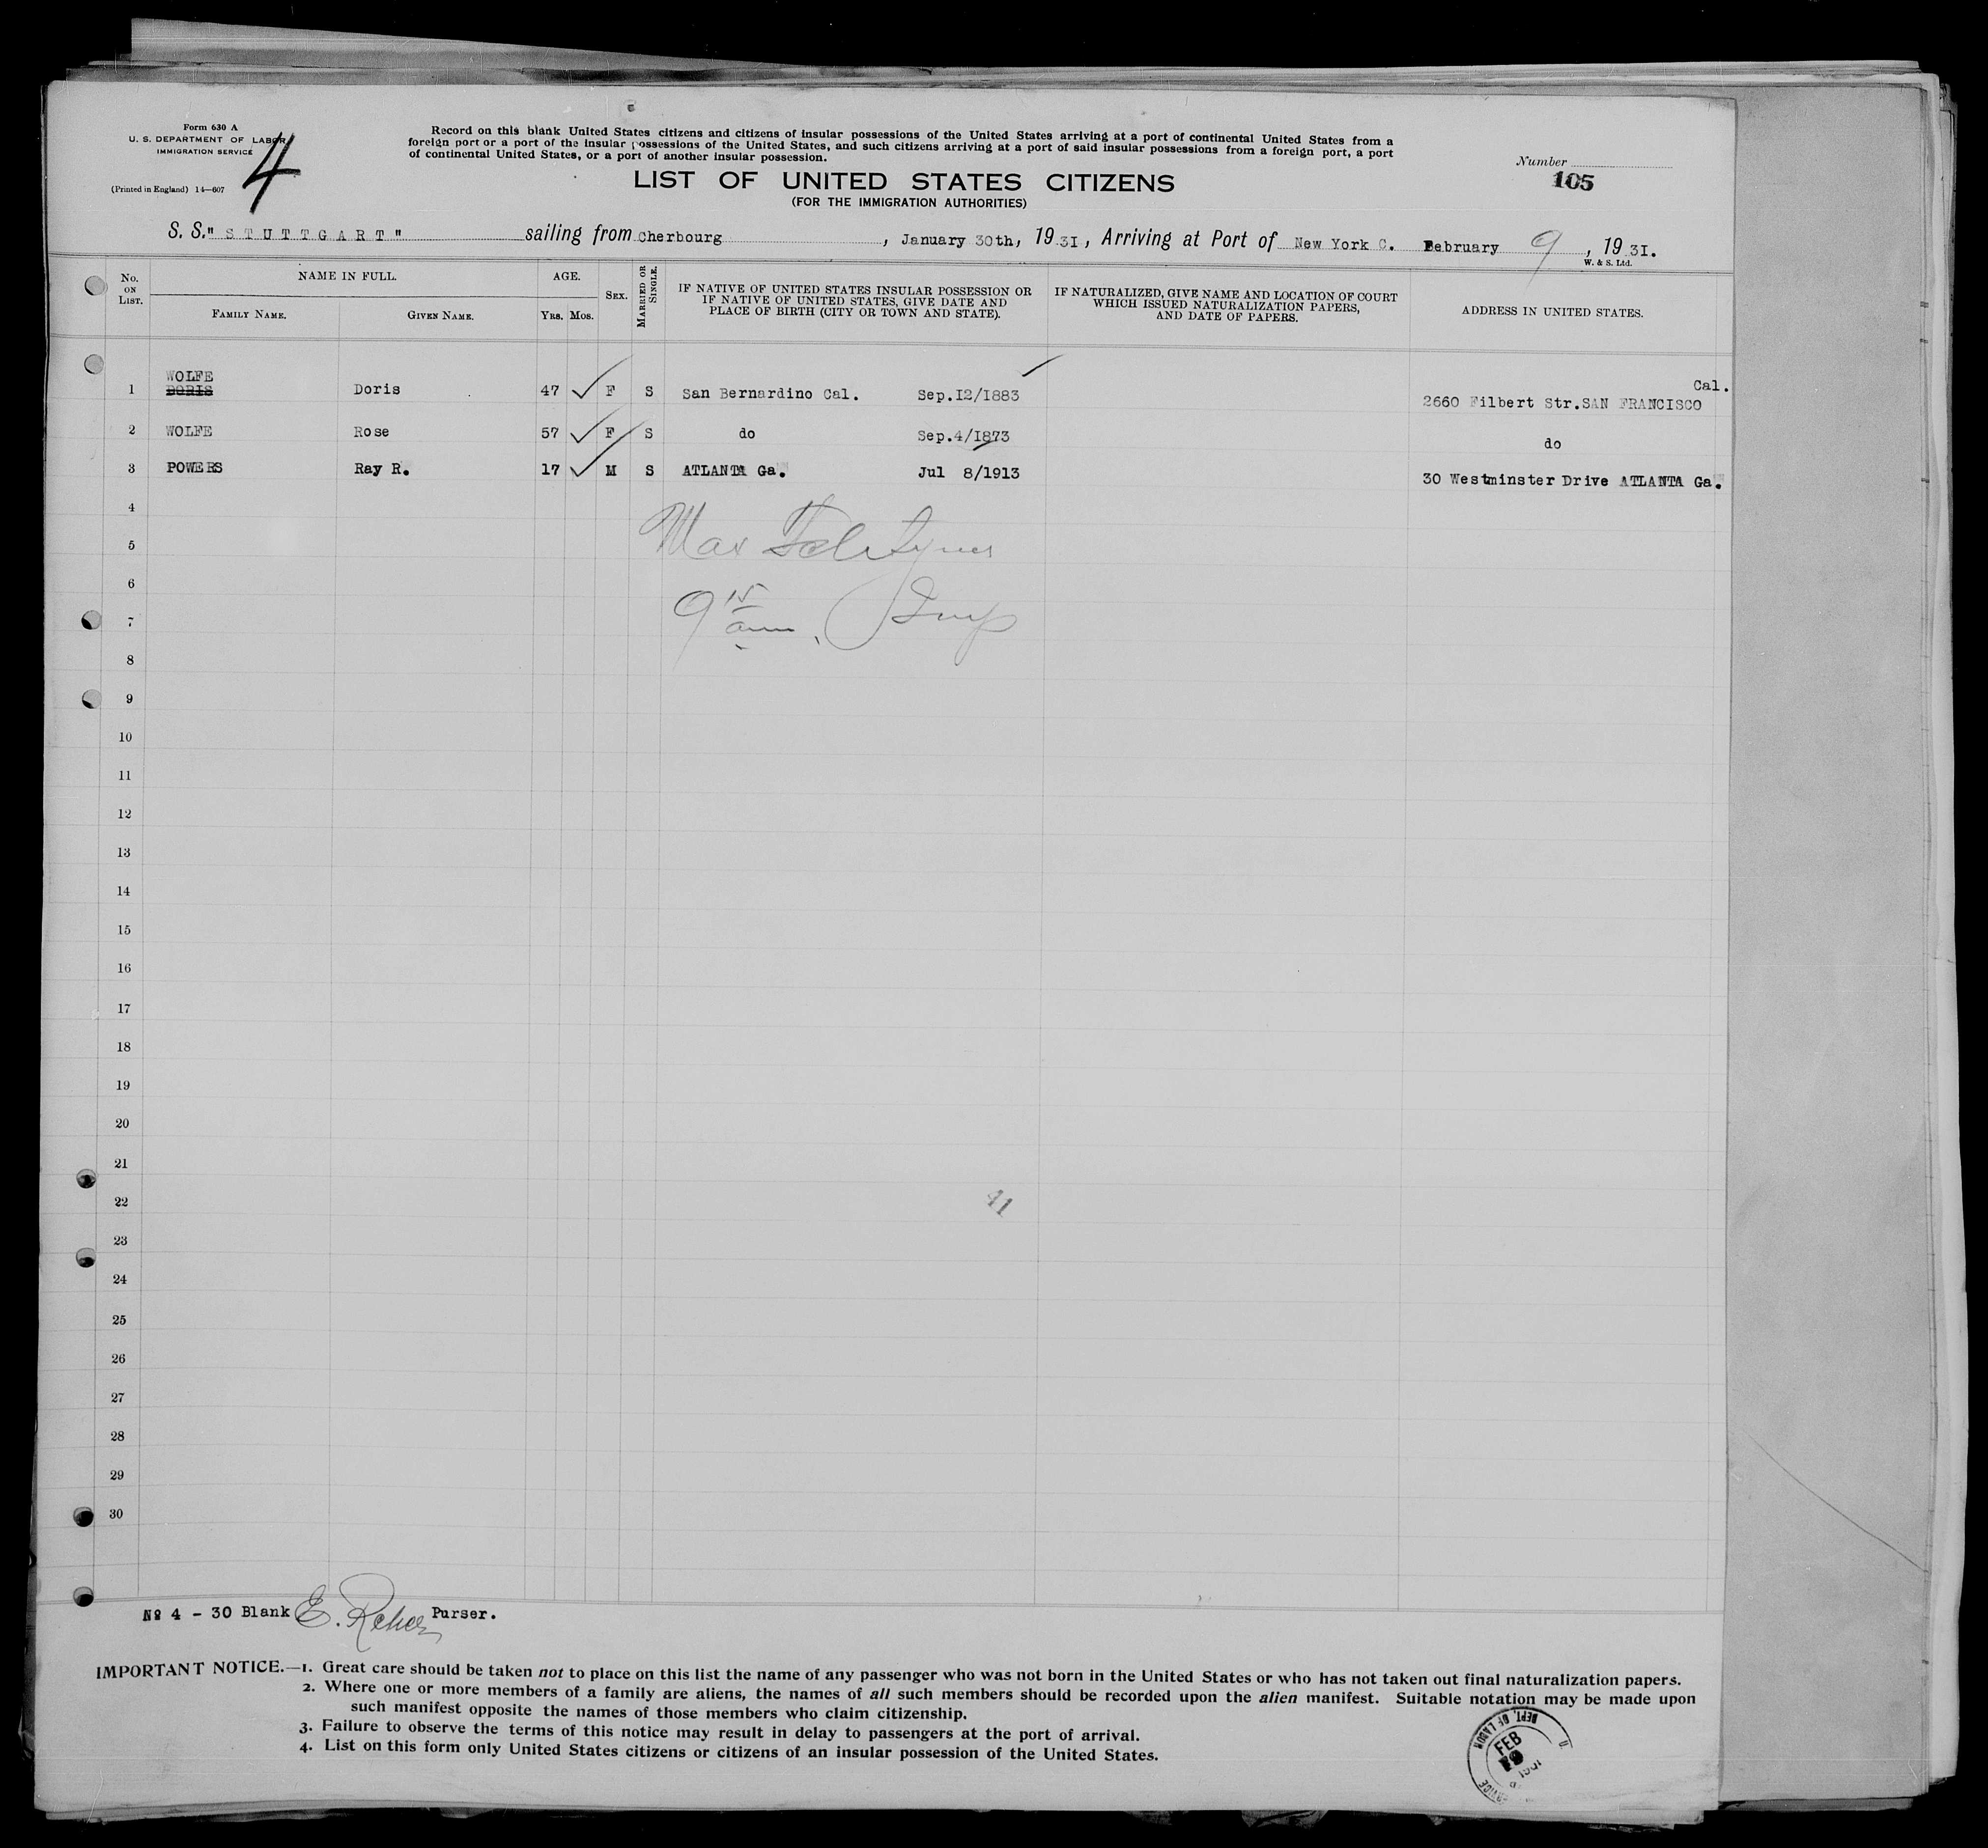 Form 630 A
U. S. DEPARTMENT OF LABOR
IMMIGRATION SERVICE
(Printed in England) 14—607
4
Record on this blank United States citizens and citizens of insular possessions of the United States arriving at a port of continental United States from a
foreign port or a port of the insular possessions of the United States, and such citizens arriving at a port of said insular possessions from a foreign port, a port
of continental United States, or a port of another insular possession.
Number
105
LIST OF UNITED STATES CITIZENS
(FOR THE IMMIGRATION AUTHORITIES)
S. S. "STUTTGART" sailing from Cherbourg, January 30th, 1931, Arriving at Port of New York C. February 9, 1931.
W. & S. Ltd.
No. ON LIST.
NAME IN FULL.
FAMILY NAME.
GIVEN NAME.
AGE.
YRS. MOS.
SEX.
MARRIED OR SINGLE.
IF NATIVE OF UNITED STATES INSULAR POSSESSION OR
IF NATIVE OF UNITED STATES, GIVE DATE AND
PLACE OF BIRTH (CITY OR TOWN AND STATE).
IF NATURALIZED, GIVE NAME AND LOCATION OF COURT
WHICH ISSUED NATURALIZATION PAPERS,
AND DATE OF PAPERS.
ADDRESS IN UNITED STATES.
WOLFE
1 DORIS Doris 47 F S San Bernardino Cal. Sep.I2/I883 2660 Filbert Str.SAN FRANCISCO Cal.
2 WOLFE Rose 57 F S do Sep.4/I873 do
3 POWERS Ray R. 17 M S ATLANTA Ga. Jul 8/1913 30 Westminster Drive ATLANTA Ga.
4
5 Max
6
7 9 15 am. Insp
8
9
10
11
12
13
14
15
16
17
18
19
20
21
22
11
23
24
25
26
27
28
29
30
No 4 - 30 Blank E. Purser.
IMPORTANT NOTICE.—1. Great care should be taken not to place on this list the name of any passenger who was not born in the United States or who has not taken out final naturalization papers.
2. Where one or more members of a family are aliens, the names of all such members should be recorded upon the alien manifest. Suitable notation may be made upon
such manifest opposite the names of those members who claim citizenship.
3. Failure to observe the terms of this notice may result in delay to passengers at the port of arrival.
4. List on this form only United States citizens or citizens of an insular possession of the United States.
DEPT. OF LABOR
FEB